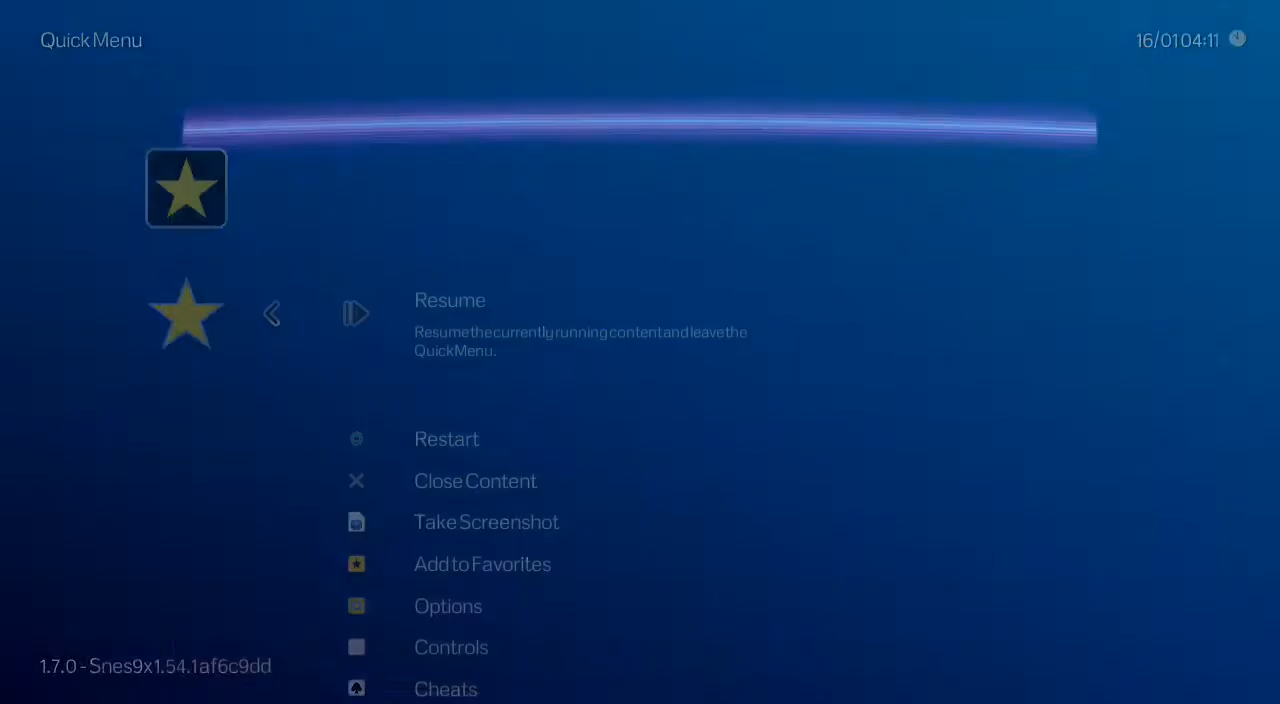 Quick Menu
16/01 04:11
Resume
Resume the currently running content and leave the
Quick Menu.
Restart
Close Content
Take Screenshot
Add to Favorites
Options
Controls
Cheats
1.7.0 - Snes9x 1.54.1 af6c9dd